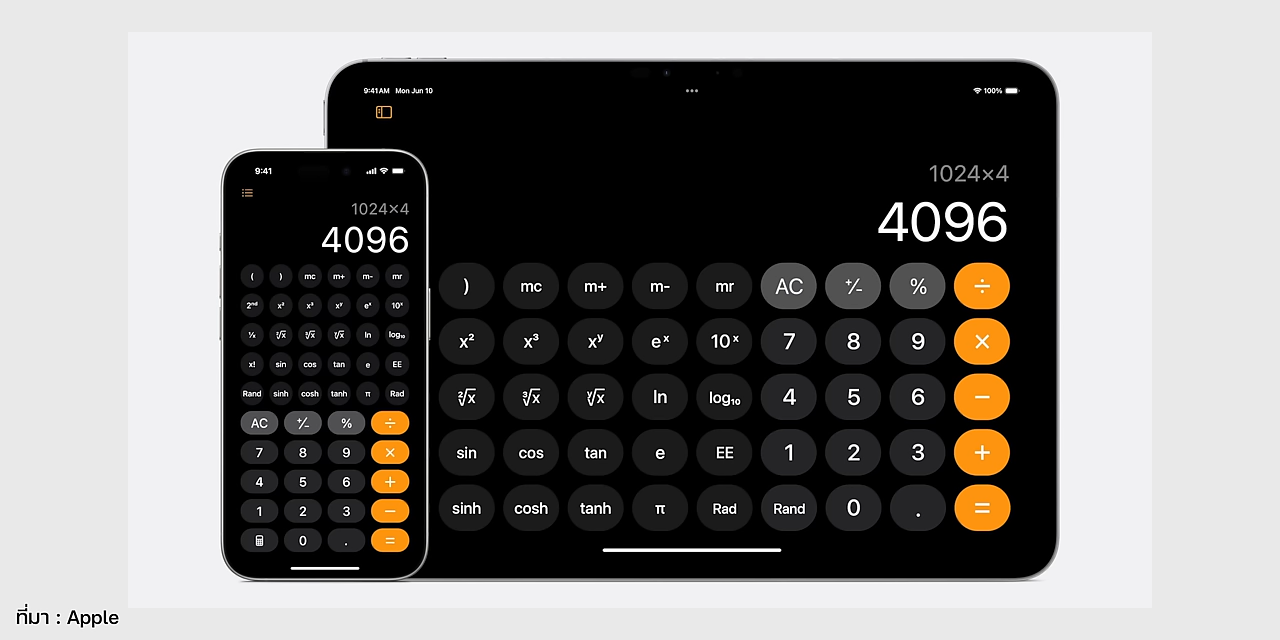 9:41AM Mon Jun 10
100%
1024×4
4096
) mc m+ m- mr AC +/- % ÷
x² x³ xʸ eˣ 10ˣ 7 8 9 ×
²√x ³√x ʸ√x ln log₁₀ 4 5 6 −
sin cos tan e EE 1 2 3 +
sinh cosh tanh π Rad Rand 0 . =
9:41
1024×4
4096
( ) mc m+ m- mr
2ⁿᵈ x² x³ xʸ eˣ 10ˣ
¹/x ²√x ³√x ʸ√x ln log₁₀
x! sin cos tan e EE
Rand sinh cosh tanh π Rad
AC +/- % ÷
7 8 9 ×
4 5 6 +
1 2 3 −
0 . =
ที่มา : Apple